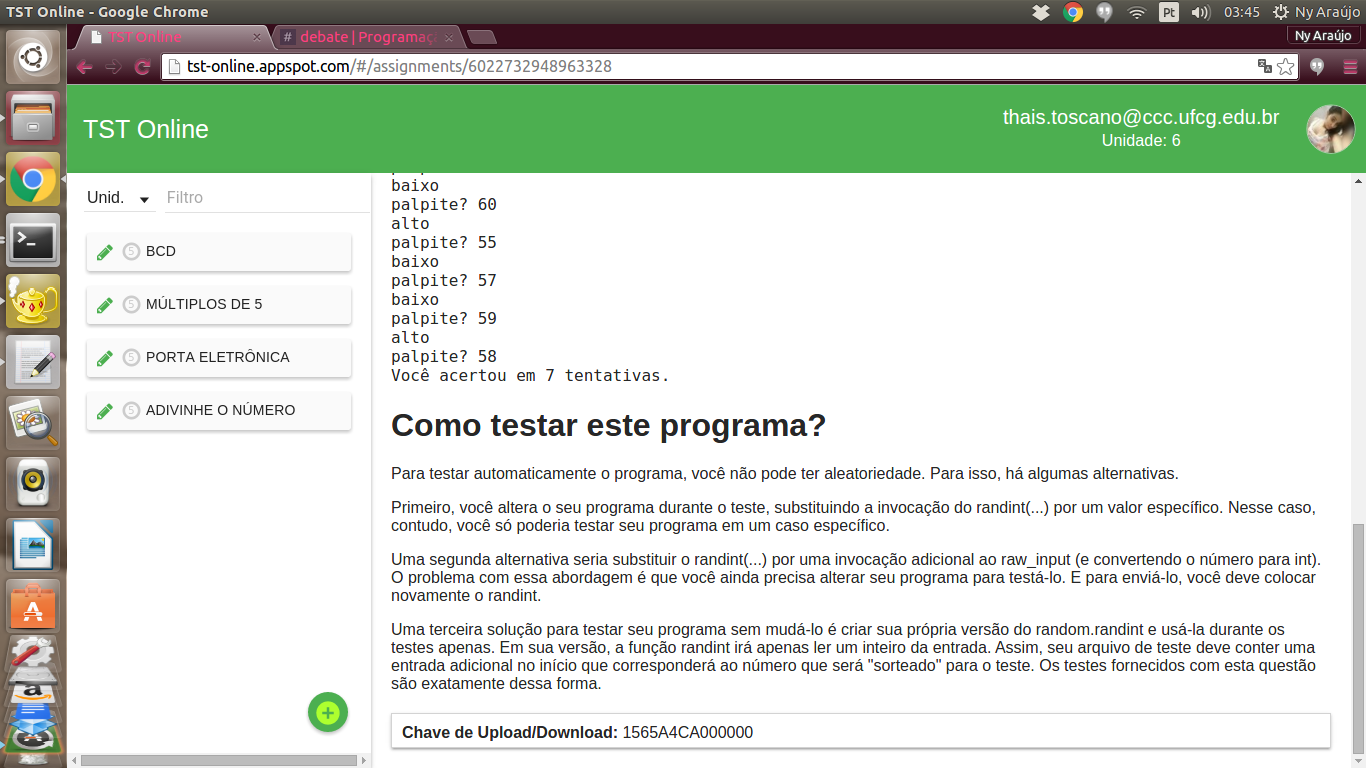 TST Online - Google Chrome
Pt
03:45
Ny Araújo
TST Online
# debate | Programaç
Ny Araújo
tst-online.appspot.com/#/assignments/6022732948963328
TST Online
thais.toscano@ccc.ufcg.edu.br
Unidade: 6
Unid.
Filtro
5 BCD
5 MÚLTIPLOS DE 5
5 PORTA ELETRÔNICA
5 ADIVINHE O NÚMERO
baixo
palpite? 60
alto
palpite? 55
baixo
palpite? 57
baixo
palpite? 59
alto
palpite? 58
Você acertou em 7 tentativas.
Como testar este programa?
Para testar automaticamente o programa, você não pode ter aleatoriedade. Para isso, há algumas alternativas.
Primeiro, você altera o seu programa durante o teste, substituindo a invocação do randint(...) por um valor específico. Nesse caso,
contudo, você só poderia testar seu programa em um caso específico.
Uma segunda alternativa seria substituir o randint(...) por uma invocação adicional ao raw_input (e convertendo o número para int).
O problema com essa abordagem é que você ainda precisa alterar seu programa para testá-lo. E para enviá-lo, você deve colocar
novamente o randint.
Uma terceira solução para testar seu programa sem mudá-lo é criar sua própria versão do random.randint e usá-la durante os
testes apenas. Em sua versão, a função randint irá apenas ler um inteiro da entrada. Assim, seu arquivo de teste deve conter uma
entrada adicional no início que corresponderá ao número que será "sorteado" para o teste. Os testes fornecidos com esta questão
são exatamente dessa forma.
Chave de Upload/Download: 1565A4CA000000